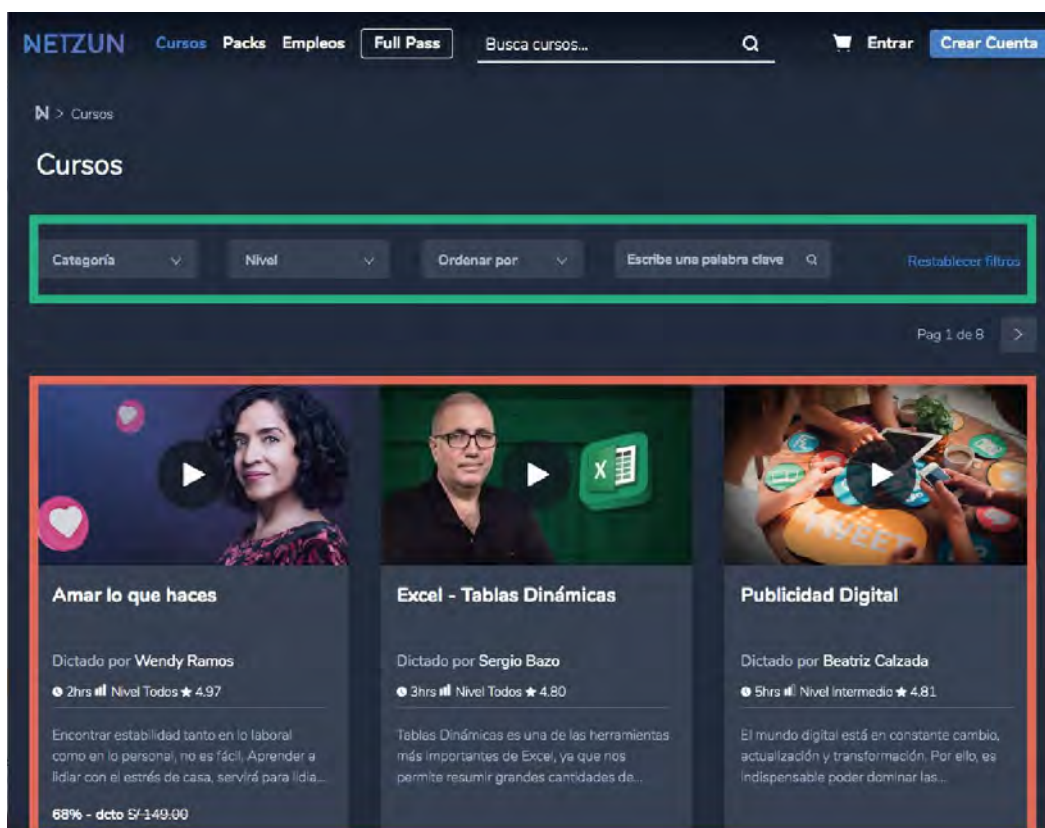 NETZUN Cursos Packs Empleos Full Pass Busca cursos... Entrar Crear Cuenta
N > Cursos
Cursos
Categoría Nivel Ordenar por Escribe una palabra clave Restablecer filtros
Pag 1 de 8 >
TWEET
Amar lo que haces
Dictado por Wendy Ramos
2hrs Nivel Todos ★ 4.97
Encontrar estabilidad tanto en lo laboral
como en lo personal, no es fácil. Aprender a
lidiar con el estrés de casa, servirá para lidia...
68% - dcto S/ 149.00
X
Excel - Tablas Dinámicas
Dictado por Sergio Bazo
3hrs Nivel Todos ★ 4.80
Tablas Dinámicas es una de las herramientas
más importantes de Excel, ya que nos
permite resumir grandes cantidades de...
Publicidad Digital
Dictado por Beatriz Calzada
5hrs Nivel Intermedio ★ 4.81
El mundo digital está en constante cambio,
actualización y transformación. Por ello, es
indispensable poder dominar las...